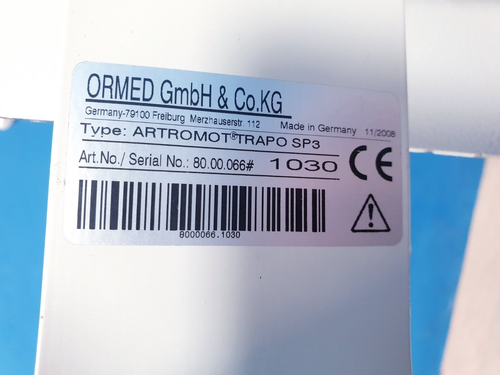 ORMED GmbH & Co.KG
Germany-79100 Freiburg Merzhauserstr. 112 Made in Germany 11/2008
Type: ARTROMOT®TRAPO SP3
Art.No./ Serial No.: 80.00.066# 1030 CE
8000066.1030